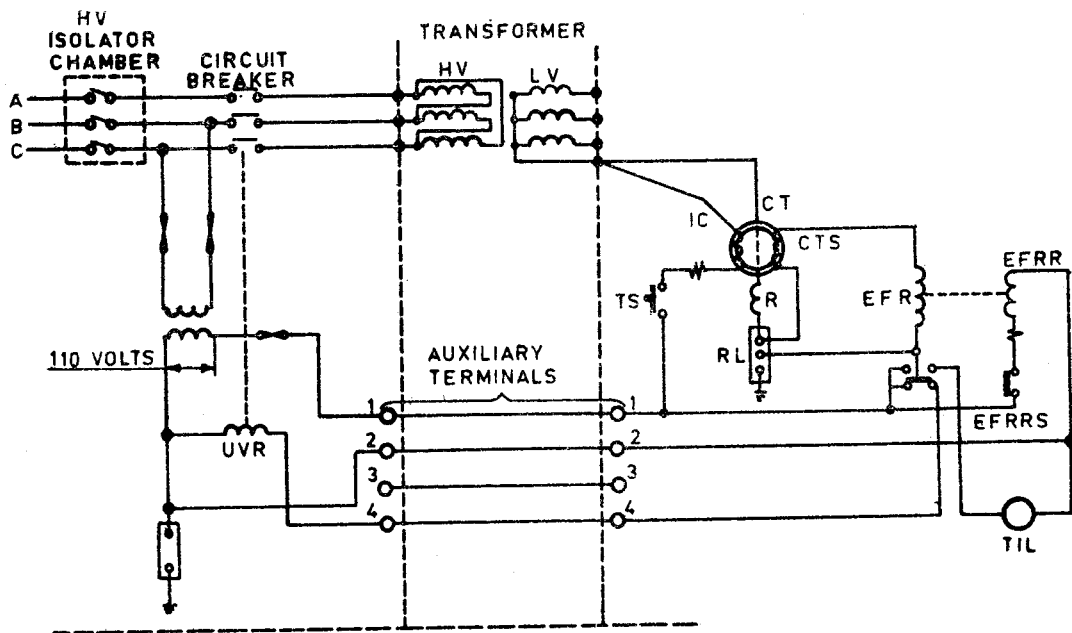 HV
ISOLATOR
CHAMBER
CIRCUIT
BREAKER
TRANSFORMER
HV
LV
A
B
C
IC
CT
CTS
EFRR
TS
R
EFR
RL
110 VOLTS
AUXILIARY
TERMINALS
1
1
EFRRS
UVR
2
2
3
3
4
4
TIL